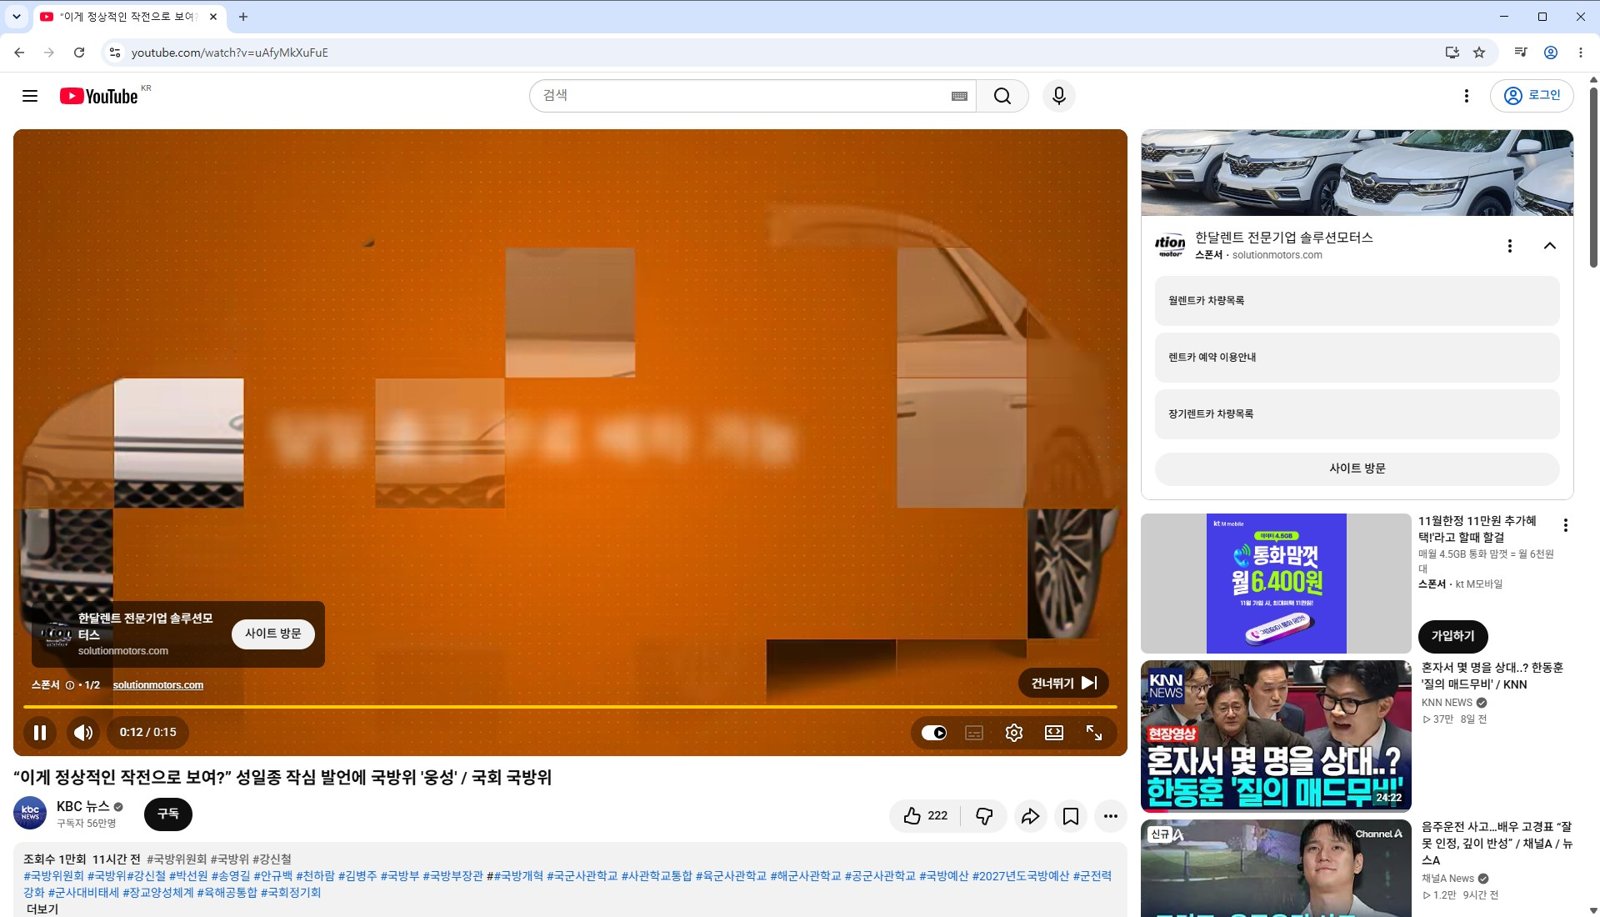 “이게 정상적인 작전으로 보여?
youtube.com/watch?v=uAfyMkXuFuE
YouTube KR
검색
로그인
한달렌트 전문기업 솔루션모터스
solutionmotors.com
사이트 방문
스폰서 · 1/2 solutionmotors.com
건너뛰기
0:12 / 0:15
“이게 정상적인 작전으로 보여?” 성일종 작심 발언에 국방위 '웅성' / 국회 국방위
kbc NEWS
KBC 뉴스
구독자 56만명
구독
222
조회수 1만회 11시간 전 #국방위원회 #국방위 #강신철
#국방위원회 #국방위#강신철 #박선원 #송영길 #안규백 #천하람 #김병주 #국방부 #국방부장관 ##국방개혁 #국군사관학교 #사관학교통합 #육군사관학교 #해군사관학교 #공군사관학교 #국방예산 #2027년도국방예산 #군전력
강화 #군사대비태세 #장교양성체계 #육해공통합 #국회정기회
더보기
한달렌트 전문기업 솔루션모터스
스폰서 · solutionmotors.com
월렌트카 차량목록
렌트카 예약 이용안내
장기렌트카 차량목록
사이트 방문
kt M mobile
데이터 4.5GB
통화맘껏
월6,400원
11월한정 11만원 추가혜
택!'라고 할때 할걸
매월 4.5GB 통화 맘껏 = 월 6천원
대
스폰서 · kt M모바일
가입하기
KNN NEWS
현장영상
혼자서 몇 명을 상대..?
한동훈 '질의 매드무비'
24:22
혼자서 몇 명을 상대..? 한동훈
'질의 매드무비' / KNN
KNN NEWS
37만 8일 전
신규
Channel A
음주운전 사고…배우 고경표 “잘
못 인정, 깊이 반성” / 채널A / 뉴
스A
채널A News
1.2만 9시간 전